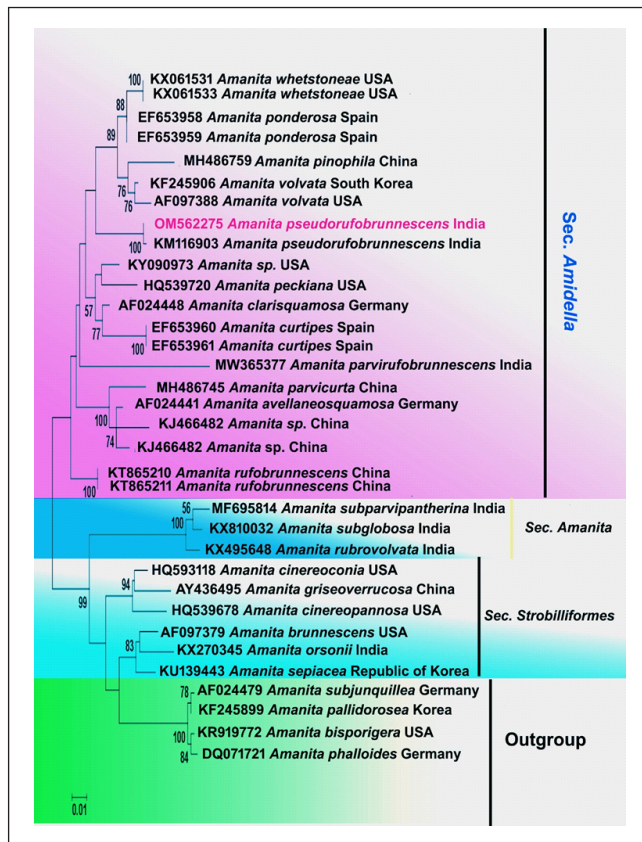 100
KX061531 Amanita whetstoneae USA
KX061533 Amanita whetstoneae USA
88
EF653958 Amanita ponderosa Spain
89
EF653959 Amanita ponderosa Spain
MH486759 Amanita pinophila China
76
KF245906 Amanita volvata South Korea
76
AF097388 Amanita volvata USA
OM562275 Amanita pseudorufobrunnescens India
100
KM116903 Amanita pseudorufobrunnescens India
KY090973 Amanita sp. USA
HQ539720 Amanita peckiana USA
57
AF024448 Amanita clarisquamosa Germany
77
EF653960 Amanita curtipes Spain
100
EF653961 Amanita curtipes Spain
MW365377 Amanita parvirufobrunnescens India
MH486745 Amanita parvicurta China
AF024441 Amanita avellaneosquamosa Germany
100
KJ466482 Amanita sp. China
74
KJ466482 Amanita sp. China
KT865210 Amanita rufobrunnescens China
100
KT865211 Amanita rufobrunnescens China
Sec. Amidella
56
MF695814 Amanita subparvipantherina India
100
KX810032 Amanita subglobosa India
KX495648 Amanita rubrovolvata India
Sec. Amanita
99
HQ593118 Amanita cinereoconia USA
94
AY436495 Amanita griseoverrucosa China
HQ539678 Amanita cinereopannosa USA
AF097379 Amanita brunnescens USA
83
KX270345 Amanita orsonii India
KU139443 Amanita sepiacea Republic of Korea
Sec. Strobilliformes
78
AF024479 Amanita subjunquillea Germany
KF245899 Amanita pallidorosea Korea
100
KR919772 Amanita bisporigera USA
84
DQ071721 Amanita phalloides Germany
Outgroup
0.01